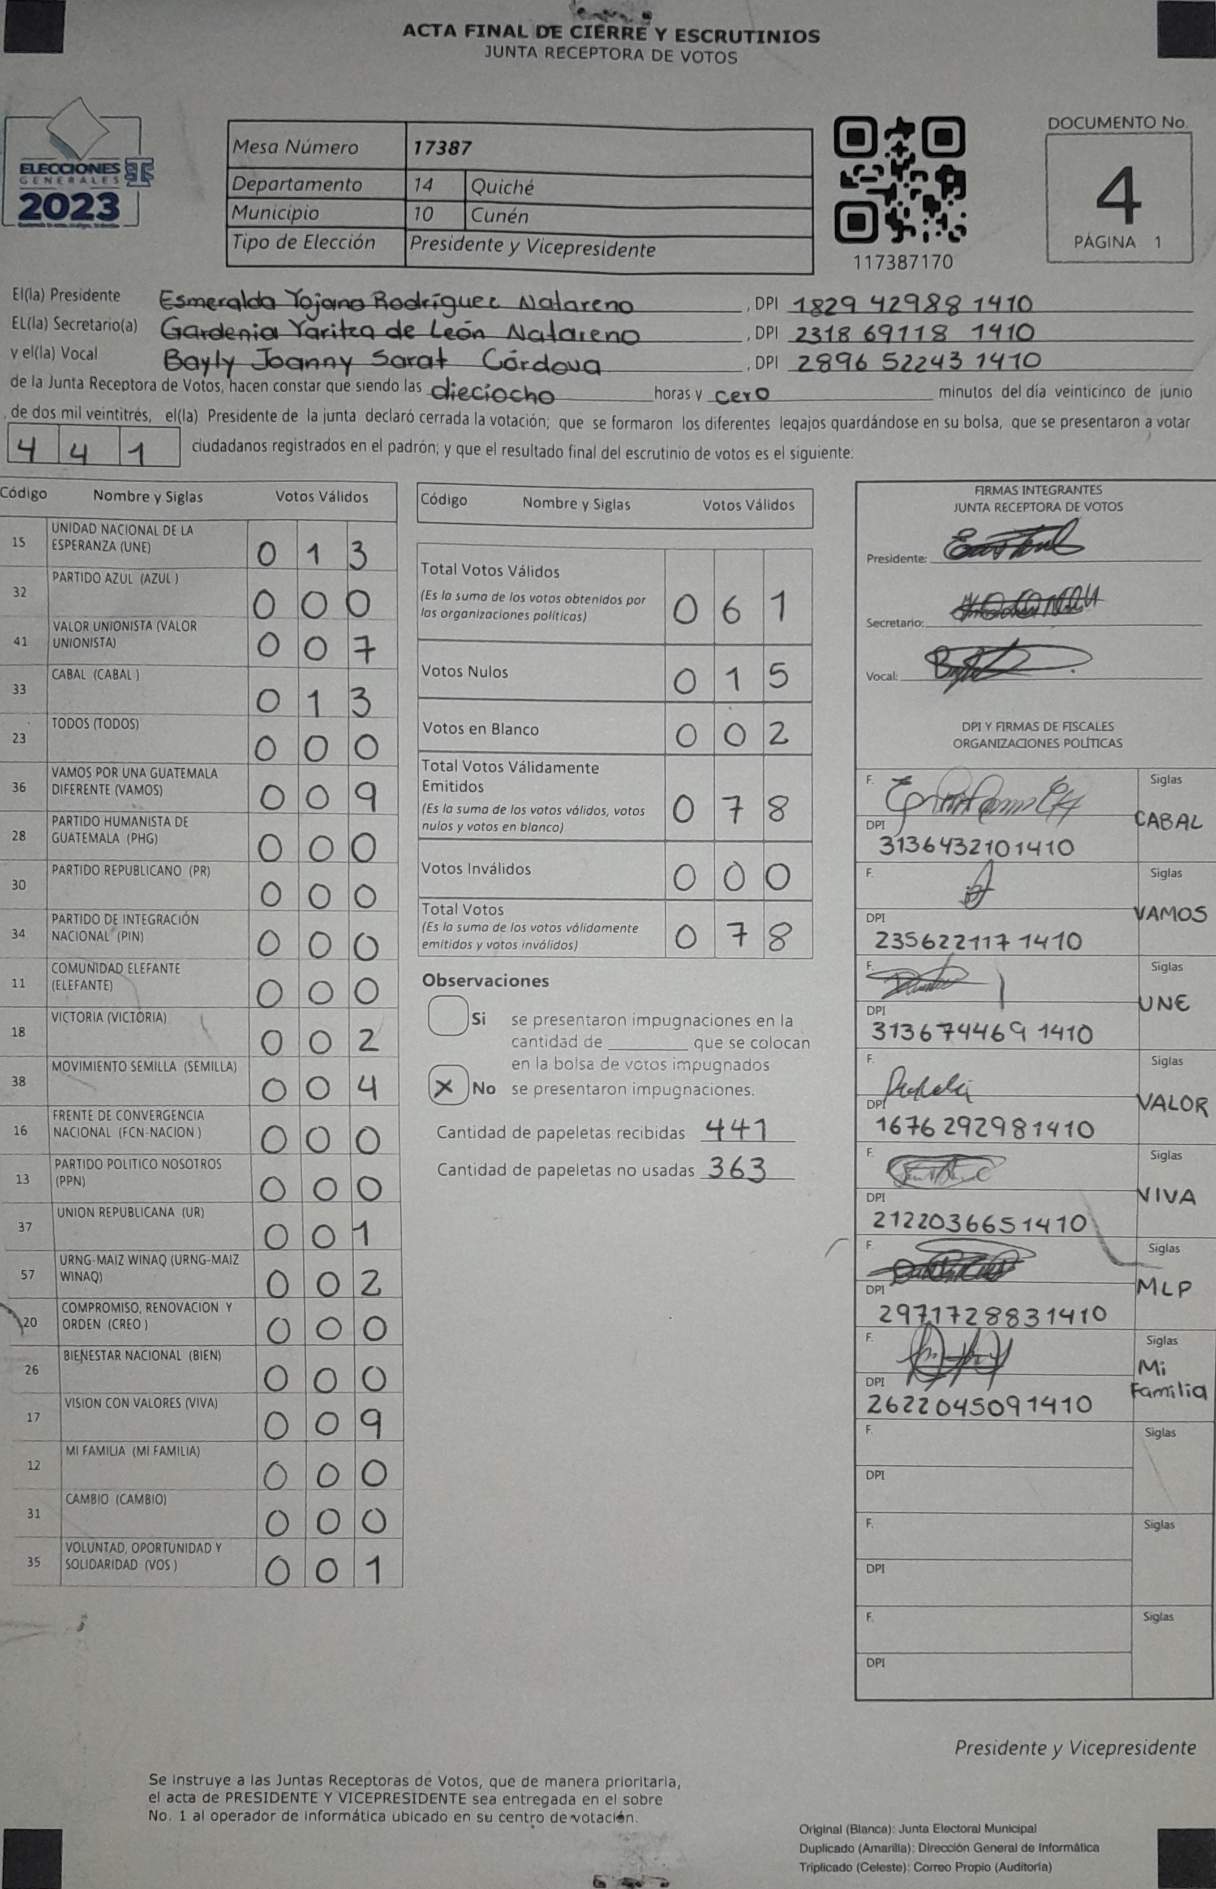 ACTA FINAL DE CIERRE Y ESCRUTINIOS
JUNTA RECEPTORA DE VOTOS
ELECCIONES
GENERALES
2023
Mesa Número 17387
Departamento 14 Quiché
Municipio 10 Cunén
Tipo de Elección Presidente y Vicepresidente
117387170
DOCUMENTO No.
4
PÁGINA 1
El(la) Presidente Esmeralda Yojana Rodríguez Natareno, DPI 1829 42988 1410
EL(la) Secretario(a) Gardenia Yaritza de León Natareno, DPI 2318 69118 1410
y el(la) Vocal Bayly Joanny Sarat Córdova, DPI 2896 52243 1410
de la Junta Receptora de Votos, hacen constar que siendo las dieciocho horas y cero minutos del día veinticinco de junio
de dos mil veintitrés, el(la) Presidente de la junta declaró cerrada la votación; que se formaron los diferentes legajos guardándose en su bolsa, que se presentaron a votar
441 ciudadanos registrados en el padrón; y que el resultado final del escrutinio de votos es el siguiente:
Código Nombre y Siglas Votos Válidos
15 UNIDAD NACIONAL DE LA ESPERANZA (UNE) 0 1 3
32 PARTIDO AZUL (AZUL ) 0 0 0
41 VALOR UNIONISTA (VALOR UNIONISTA) 0 0 7
33 CABAL (CABAL ) 0 1 3
23 TODOS (TODOS) 0 0 0
36 VAMOS POR UNA GUATEMALA DIFERENTE (VAMOS) 0 0 9
28 PARTIDO HUMANISTA DE GUATEMALA (PHG) 0 0 0
30 PARTIDO REPUBLICANO (PR) 0 0 0
34 PARTIDO DE INTEGRACIÓN NACIONAL (PIN) 0 0 0
11 COMUNIDAD ELEFANTE (ELEFANTE) 0 0 0
18 VICTORIA (VICTORIA) 0 0 2
38 MOVIMIENTO SEMILLA (SEMILLA) 0 0 4
16 FRENTE DE CONVERGENCIA NACIONAL (FCN-NACION ) 0 0 0
13 PARTIDO POLITICO NOSOTROS (PPN) 0 0 0
37 UNION REPUBLICANA (UR) 0 0 1
57 URNG-MAIZ WINAQ (URNG-MAIZ WINAQ) 0 0 2
20 COMPROMISO, RENOVACION Y ORDEN (CREO ) 0 0 0
26 BIENESTAR NACIONAL (BIEN) 0 0 0
17 VISION CON VALORES (VIVA) 0 0 9
12 MI FAMILIA (MI FAMILIA) 0 0 0
31 CAMBIO (CAMBIO) 0 0 0
35 VOLUNTAD, OPORTUNIDAD Y SOLIDARIDAD (VOS ) 0 0 1
Código Nombre y Siglas Votos Válidos
Total Votos Válidos
(Es la suma de los votos obtenidos por
las organizaciones políticas) 0 6 1
Votos Nulos 0 1 5
Votos en Blanco 0 0 2
Total Votos Válidamente
Emitidos
(Es la suma de los votos válidos, votos
nulos y votos en blanco) 0 7 8
Votos Inválidos 0 0 0
Total Votos
(Es la suma de los votos válidamente
emitidos y votos inválidos) 0 7 8
Observaciones
Si se presentaron impugnaciones en la
cantidad de ________ que se colocan
en la bolsa de votos impugnados
X No se presentaron impugnaciones.
Cantidad de papeletas recibidas 441
Cantidad de papeletas no usadas 363
FIRMAS INTEGRANTES
JUNTA RECEPTORA DE VOTOS
Presidente:
Secretario:
Vocal:
DPI Y FIRMAS DE FISCALES
ORGANIZACIONES POLÍTICAS
F. Siglas
CABAL
DPI
3136432101410
F. Siglas
VAMOS
DPI
235622117 1410
F. Siglas
UNE
DPI
313674469 1410
F. Siglas
VALOR
DPI
1676 292981410
F. Siglas
VIVA
DPI
2122036651410
F. Siglas
MLP
DPI
2971728831410
F. Siglas
Mi
Familia
DPI
2622045091410
F. Siglas
DPI
F. Siglas
DPI
F. Siglas
DPI
Presidente y Vicepresidente
Se instruye a las Juntas Receptoras de Votos, que de manera prioritaria,
el acta de PRESIDENTE Y VICEPRESIDENTE sea entregada en el sobre
No. 1 al operador de informática ubicado en su centro de votación.
Original (Blanca): Junta Electoral Municipal
Duplicado (Amarilla): Dirección General de Informática
Triplicado (Celeste): Correo Propio (Auditoría)